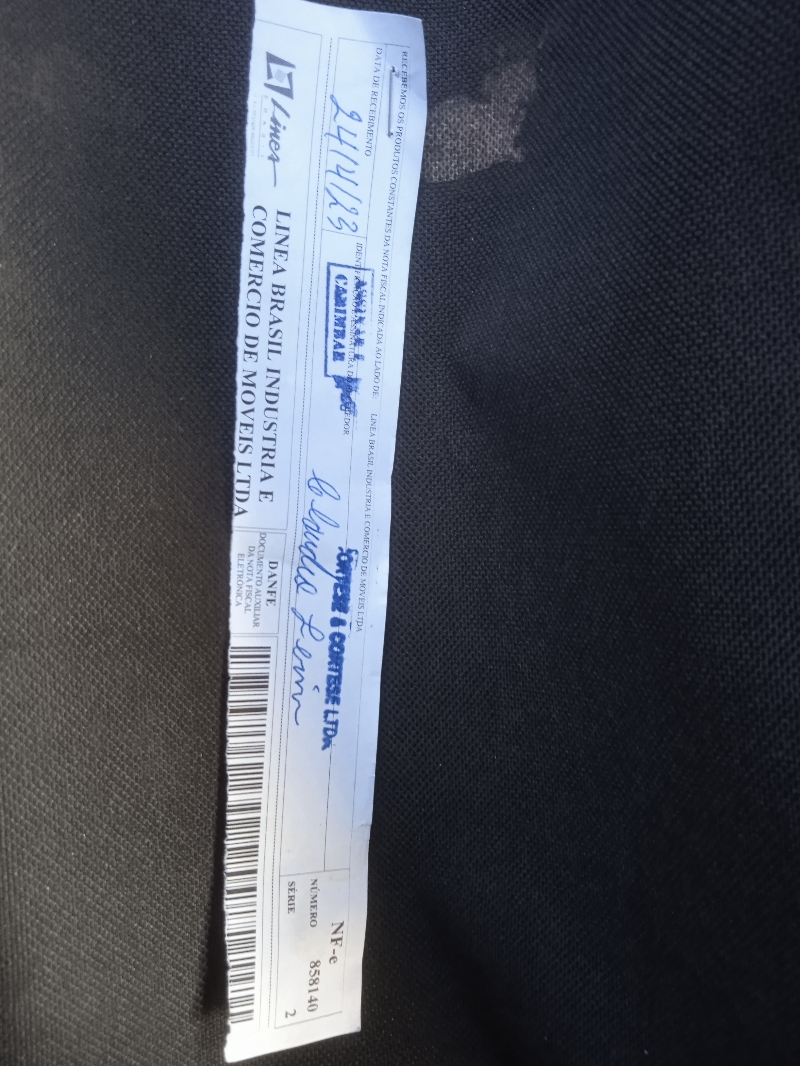 RECEBEMOS OS PRODUTOS CONSTANTES DA NOTA FISCAL INDICADA AO LADO DE: LINEA BRASIL INDUSTRIA E COMERCIO DE MOVEIS LTDA
DATA DE RECEBIMENTO
24/4/23
ASSINAR E
CARIMBAR
CORTESE & CORTESE LTDA
NF-e
NÚMERO 858140
SÉRIE 2
Linea
LINEA BRASIL INDUSTRIA E
COMERCIO DE MOVEIS LTDA
DANFE
DOCUMENTO AUXILIAR
DA NOTA FISCAL
ELETRÔNICA